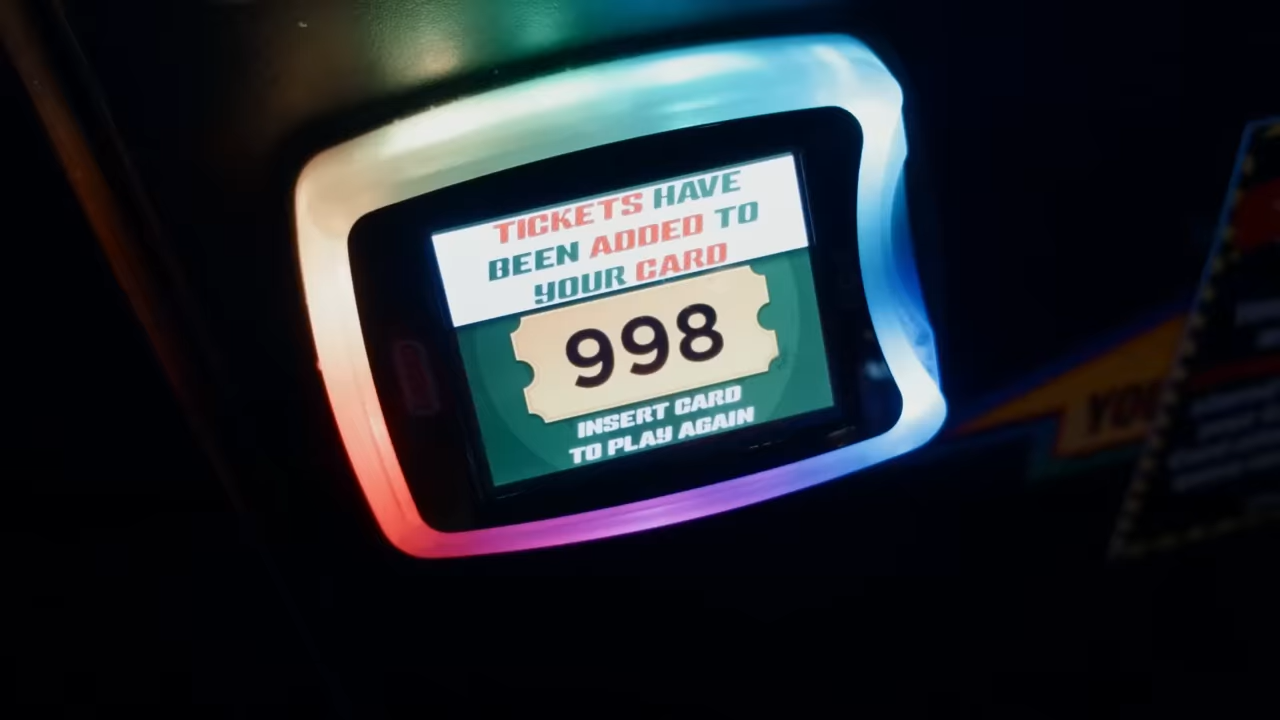 TICKETS HAVE
BEEN ADDED TO
YOUR CARD
998
INSERT CARD
TO PLAY AGAIN